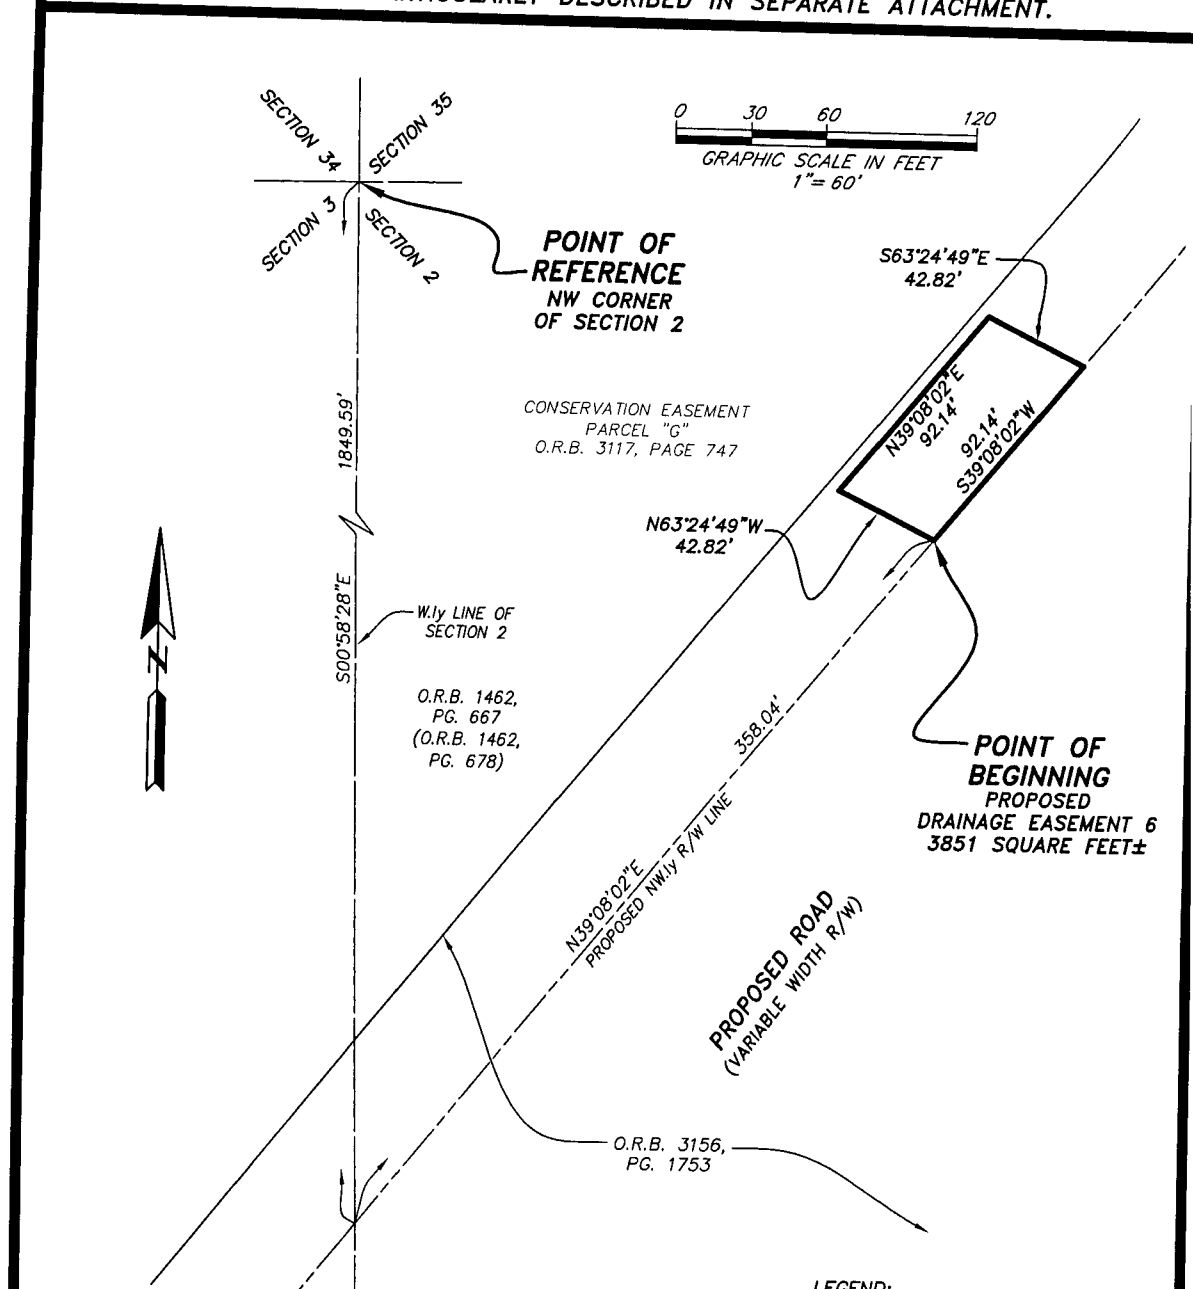 DESCRIBED IN SEPARATE ATTACHMENT.
SECTION 34
SECTION 35
SECTION 3
SECTION 2
0 30 60 120
GRAPHIC SCALE IN FEET
1"= 60'
POINT OF
REFERENCE
NW CORNER
OF SECTION 2
S63°24'49"E
42.82'
N39°08'02"E
92.14'
92.14'
S39°08'02"W
CONSERVATION EASEMENT
PARCEL "G"
O.R.B. 3117, PAGE 747
1849.59'
N63°24'49"W
42.82'
S00°58'28"E
W.ly LINE OF
SECTION 2
N
O.R.B. 1462,
PG. 667
(O.R.B. 1462,
PG. 678)
358.04'
N39°08'02"E
PROPOSED NW.ly R/W LINE
POINT OF
BEGINNING
PROPOSED
DRAINAGE EASEMENT 6
3851 SQUARE FEET±
PROPOSED ROAD
(VARIABLE WIDTH R/W)
O.R.B. 3156,
PG. 1753
LEGEND: